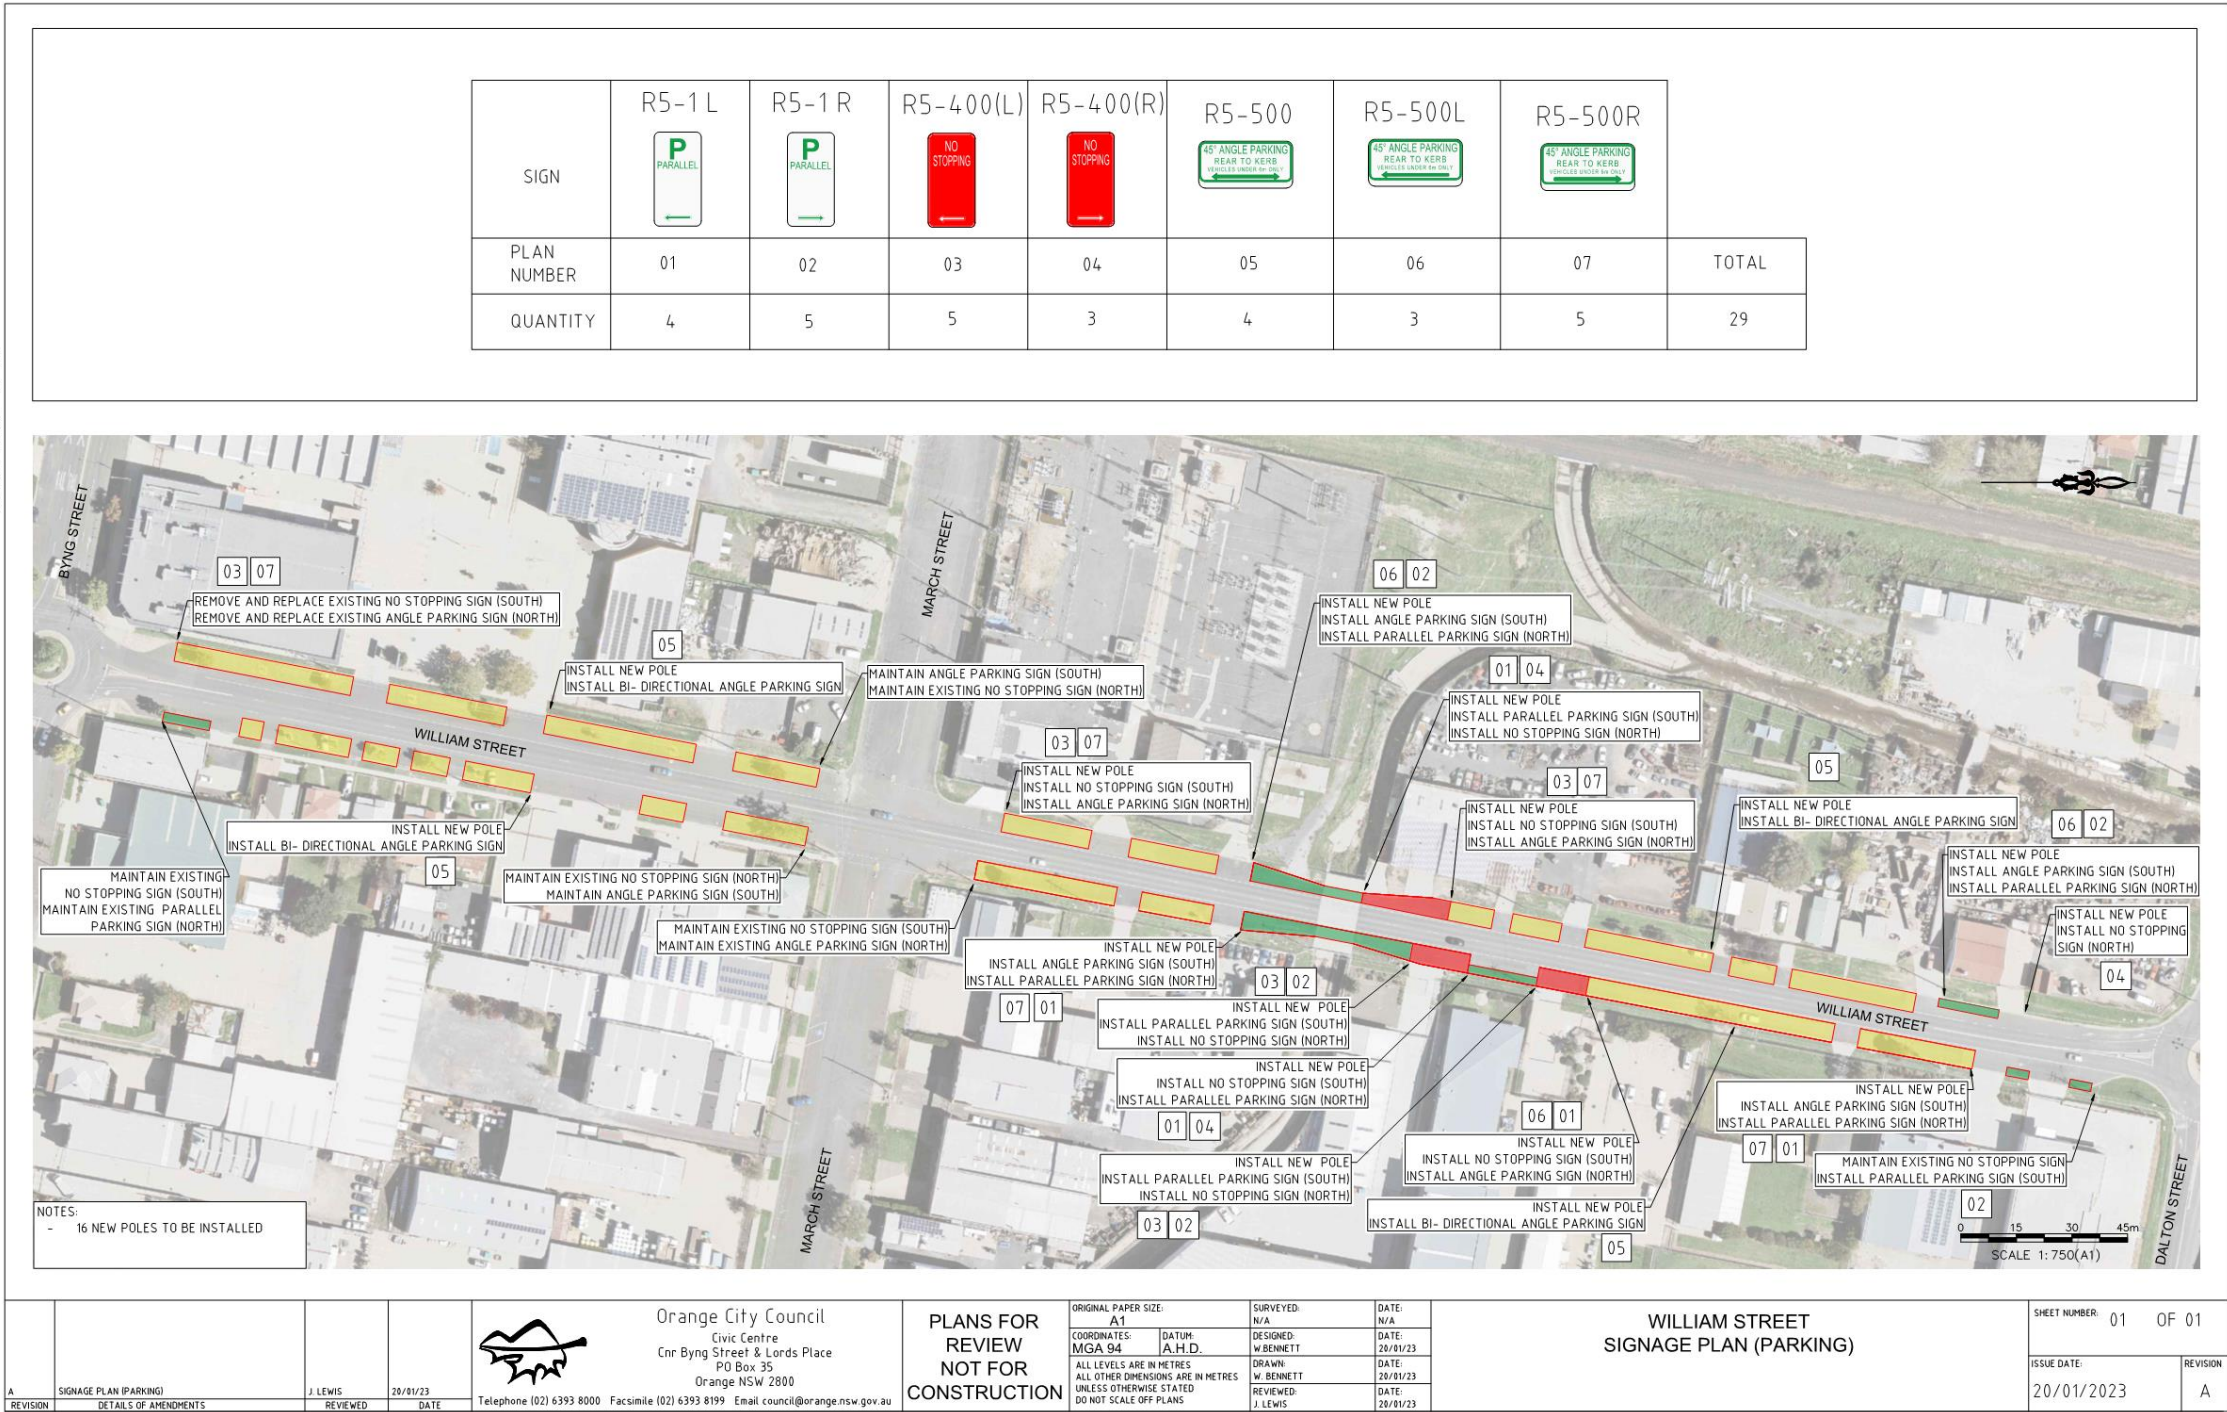 SIGN
R5-1 L
R5-1 R
R5-400(L)
R5-400(R)
R5-500
R5-500L
R5-500R
P
PARALLEL
P
PARALLEL
NO
STOPPING
NO
STOPPING
45° ANGLE PARKING
REAR TO KERB
VEHICLES UNDER 6m ONLY
45° ANGLE PARKING
REAR TO KERB
VEHICLES UNDER 6m ONLY
45° ANGLE PARKING
REAR TO KERB
VEHICLES UNDER 6m ONLY
PLAN
NUMBER
01
02
03
04
05
06
07
TOTAL
QUANTITY
4
5
5
3
4
3
5
29
BYNG STREET
03 07
REMOVE AND REPLACE EXISTING NO STOPPING SIGN (SOUTH)
REMOVE AND REPLACE EXISTING ANGLE PARKING SIGN (NORTH)
05
INSTALL NEW POLE
INSTALL BI- DIRECTIONAL ANGLE PARKING SIGN
MAINTAIN ANGLE PARKING SIGN (SOUTH)
MAINTAIN EXISTING NO STOPPING SIGN (NORTH)
MARCH STREET
03 07
INSTALL NEW POLE
INSTALL NO STOPPING SIGN (SOUTH)
INSTALL ANGLE PARKING SIGN (NORTH)
06 02
INSTALL NEW POLE
INSTALL ANGLE PARKING SIGN (SOUTH)
INSTALL PARALLEL PARKING SIGN (NORTH)
01 04
INSTALL NEW POLE
INSTALL PARALLEL PARKING SIGN (SOUTH)
INSTALL NO STOPPING SIGN (NORTH)
03 07
INSTALL NEW POLE
INSTALL NO STOPPING SIGN (SOUTH)
INSTALL ANGLE PARKING SIGN (NORTH)
05
INSTALL NEW POLE
INSTALL BI- DIRECTIONAL ANGLE PARKING SIGN
06 02
INSTALL NEW POLE
INSTALL ANGLE PARKING SIGN (SOUTH)
INSTALL PARALLEL PARKING SIGN (NORTH)
INSTALL NEW POLE
INSTALL NO STOPPING
SIGN (NORTH)
04
WILLIAM STREET
WILLIAM STREET
MAINTAIN EXISTING
NO STOPPING SIGN (SOUTH)
MAINTAIN EXISTING PARALLEL
PARKING SIGN (NORTH)
INSTALL NEW POLE
INSTALL BI- DIRECTIONAL ANGLE PARKING SIGN
05
MAINTAIN EXISTING NO STOPPING SIGN (NORTH)
MAINTAIN ANGLE PARKING SIGN (SOUTH)
MAINTAIN EXISTING NO STOPPING SIGN (SOUTH)
MAINTAIN EXISTING ANGLE PARKING SIGN (NORTH)
INSTALL NEW POLE
INSTALL ANGLE PARKING SIGN (SOUTH)
INSTALL PARALLEL PARKING SIGN (NORTH)
07 01
03 02
INSTALL NEW POLE
INSTALL PARALLEL PARKING SIGN (SOUTH)
INSTALL NO STOPPING SIGN (NORTH)
INSTALL NEW POLE
INSTALL NO STOPPING SIGN (SOUTH)
INSTALL PARALLEL PARKING SIGN (NORTH)
01 04
INSTALL NEW POLE
INSTALL PARALLEL PARKING SIGN (SOUTH)
INSTALL NO STOPPING SIGN (NORTH)
03 02
06 01
INSTALL NEW POLE
INSTALL NO STOPPING SIGN (SOUTH)
INSTALL ANGLE PARKING SIGN (NORTH)
INSTALL NEW POLE
INSTALL BI- DIRECTIONAL ANGLE PARKING SIGN
05
INSTALL NEW POLE
INSTALL ANGLE PARKING SIGN (SOUTH)
INSTALL PARALLEL PARKING SIGN (NORTH)
07 01
MAINTAIN EXISTING NO STOPPING SIGN
INSTALL PARALLEL PARKING SIGN (SOUTH)
02
MARCH STREET
DALTON STREET
0 15 30 45m
SCALE 1:750(A1)
NOTES:
- 16 NEW POLES TO BE INSTALLED
A
SIGNAGE PLAN (PARKING)
J. LEWIS
20/01/23
REVISION
DETAILS OF AMENDMENTS
REVIEWED
DATE
Orange City Council
Civic Centre
Cnr Byng Street & Lords Place
PO Box 35
Orange NSW 2800
Telephone (02) 6393 8000 Facsimile (02) 6393 8199 Email council@orange.nsw.gov.au
PLANS FOR
REVIEW
NOT FOR
CONSTRUCTION
ORIGINAL PAPER SIZE:
A1
COORDINATES:
MGA 94
DATUM:
A.H.D.
ALL LEVELS ARE IN METRES
ALL OTHER DIMENSIONS ARE IN METRES
UNLESS OTHERWISE STATED
DO NOT SCALE OFF PLANS
SURVEYED:
N/A
DATE:
N/A
DESIGNED:
W.BENNETT
DATE:
20/01/23
DRAWN:
W. BENNETT
DATE:
20/01/23
REVIEWED:
J. LEWIS
DATE:
20/01/23
WILLIAM STREET
SIGNAGE PLAN (PARKING)
SHEET NUMBER: 01 OF 01
ISSUE DATE:
20/01/2023
REVISION
A